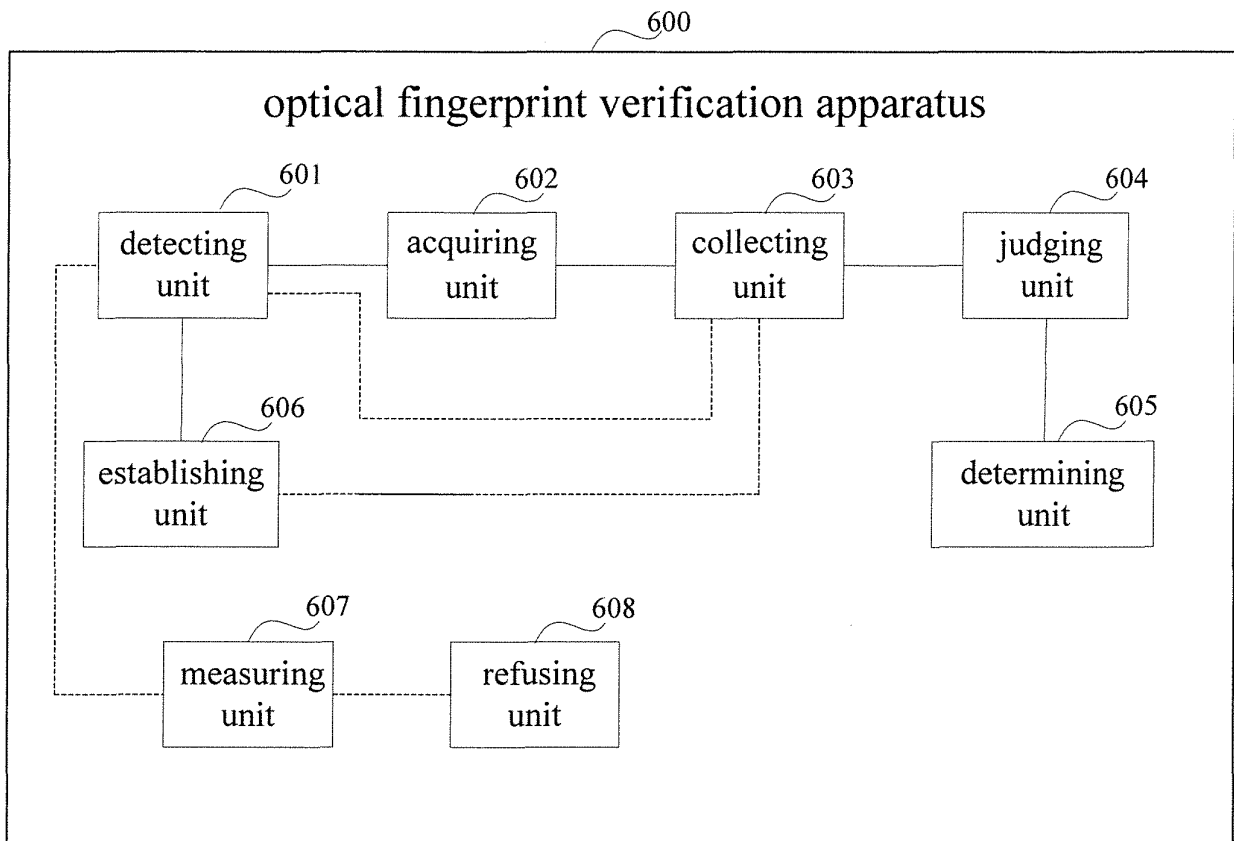 600
optical fingerprint verification apparatus
601
602
603
604
detecting
unit
acquiring
unit
collecting
unit
judging
unit
606
605
establishing
unit
determining
unit
607
608
measuring
unit
refusing
unit